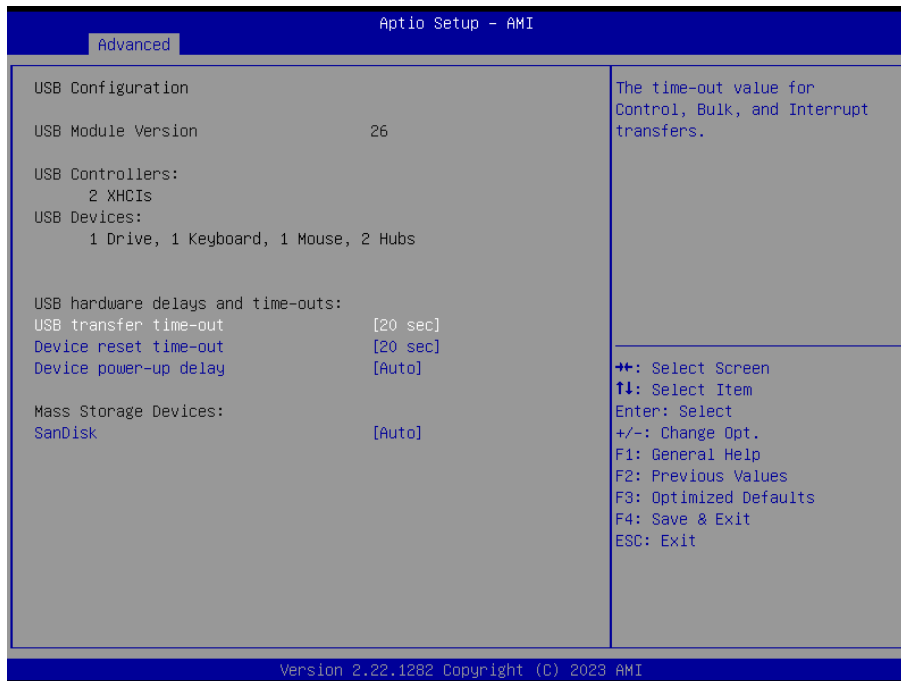 Aptio Setup – AMI
Advanced
USB Configuration
USB Module Version 26
USB Controllers:
2 XHCIs
USB Devices:
1 Drive, 1 Keyboard, 1 Mouse, 2 Hubs
USB hardware delays and time-outs:
USB transfer time-out [20 sec]
Device reset time-out [20 sec]
Device power-up delay [Auto]
Mass Storage Devices:
SanDisk [Auto]
The time-out value for
Control, Bulk, and Interrupt
transfers.
→←: Select Screen
↑↓: Select Item
Enter: Select
+/-: Change Opt.
F1: General Help
F2: Previous Values
F3: Optimized Defaults
F4: Save & Exit
ESC: Exit
Version 2.22.1282 Copyright (C) 2023 AMI